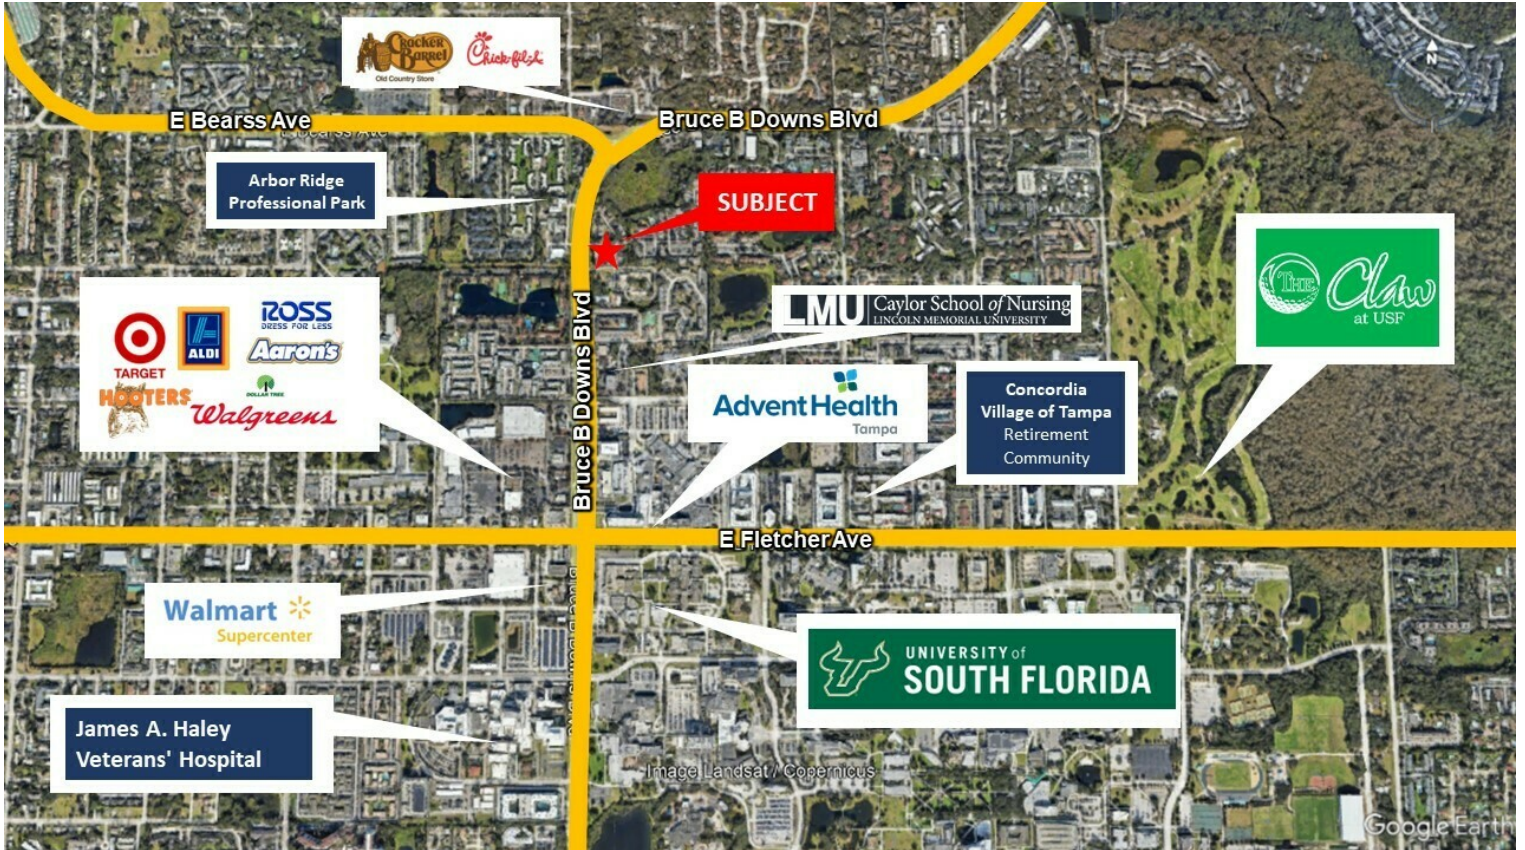 Cracker
Barrel
Old Country Store
Chick-fil-A
N
E Bearss Ave
E Bearss Ave
Bruce B Downs Blvd
Arbor Ridge
Professional Park
SUBJECT
THE Claw
at USF
TARGET
ALDI
ROSS
DRESS FOR LESS
Aaron's
HOOTERS
DOLLAR TREE
Walgreens
Bruce B Downs Blvd
LMU Caylor School of Nursing
LINCOLN MEMORIAL UNIVERSITY
AdventHealth
Tampa
Concordia
Village of Tampa
Retirement
Community
E Fletcher Ave
Walmart
Supercenter
UNIVERSITY of
SOUTH FLORIDA
James A. Haley
Veterans' Hospital
Image Landsat / Copernicus
Google Earth